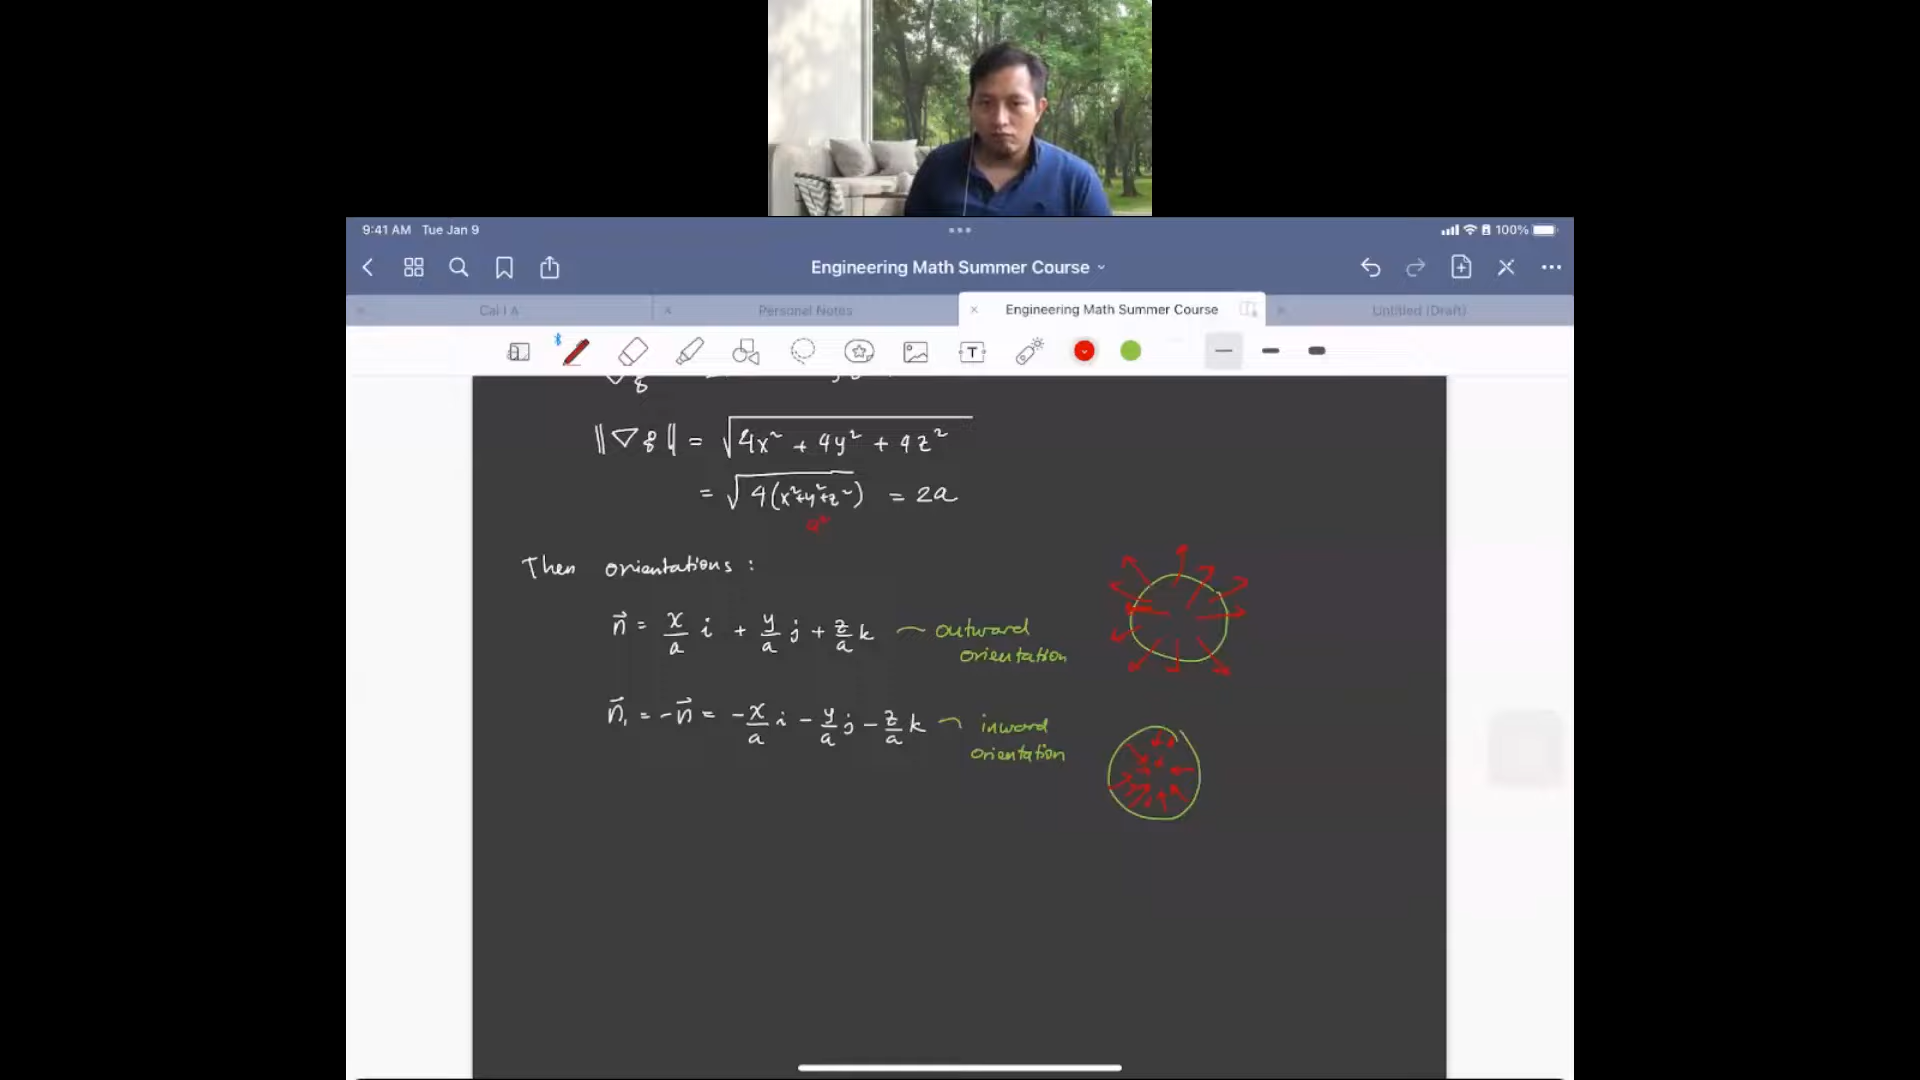 9:41 AM Tue Jan 9
100%
Engineering Math Summer Course
Cal I A
Personal Notes
Engineering Math Summer Course
Untitled (Draft)
T
∇g
‖∇g‖ = √(4x² + 4y² + 4z²)
= √(4(x²+y²+z²)) = 2a
a²
Then orientations :
n⃗ = x/a i + y/a j + z/a k
outward
orientation
n⃗₁ = -n⃗ = -x/a i - y/a j - z/a k
inward
orientation